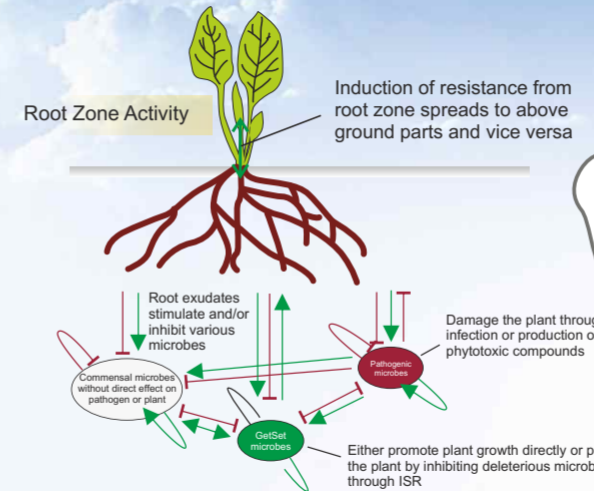 Root Zone Activity
Induction of resistance from
root zone spreads to above
ground parts and vice versa
Root exudates
stimulate and/or
inhibit various
microbes
Damage the plant throug
infection or production o
phytotoxic compounds
Commensal microbes
without direct effect on
pathogen or plant
Pathogenic
microbes
GetSet
microbes
Either promote plant growth directly or p
the plant by inhibiting deleterious microb
through ISR